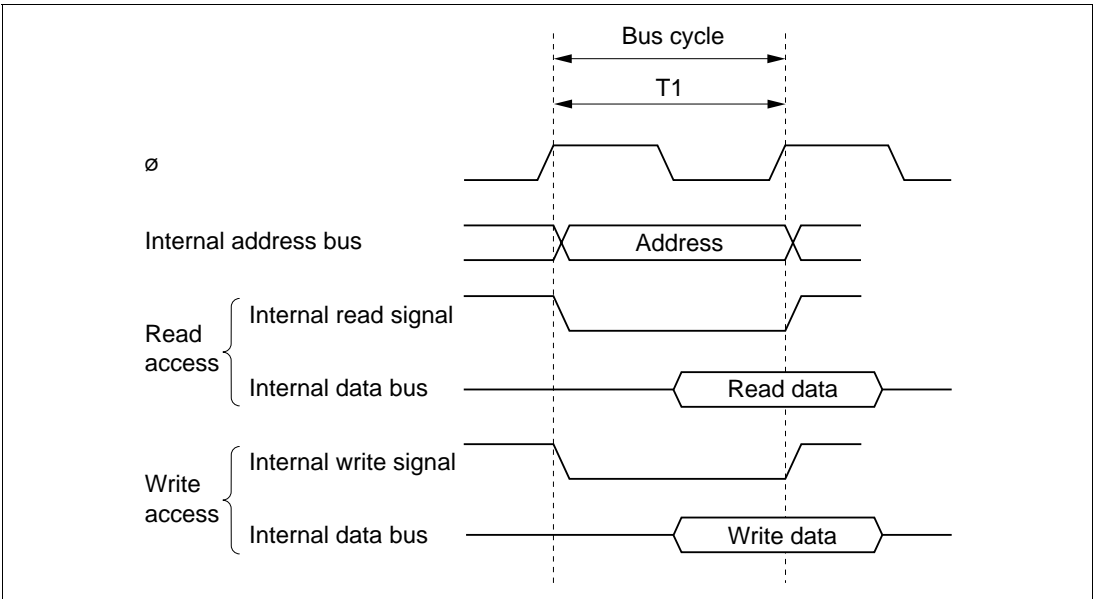 Bus cycle
T1
ø
Internal address bus
Address
Read
access
Internal read signal
Internal data bus
Read data
Write
access
Internal write signal
Internal data bus
Write data